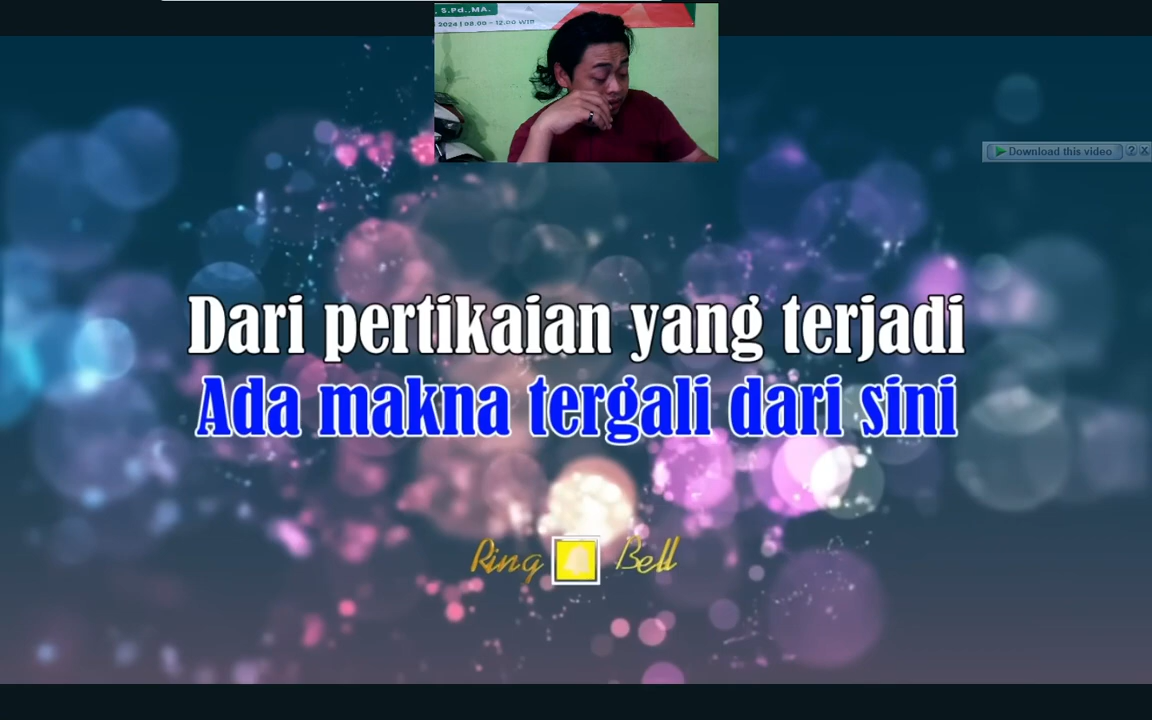 , S.Pd.,MA.
2024 | 08.00 - 12.00 WIB
Download this video
Dari pertikaian yang terjadi
Ada makna tergali dari sini
Ring Bell